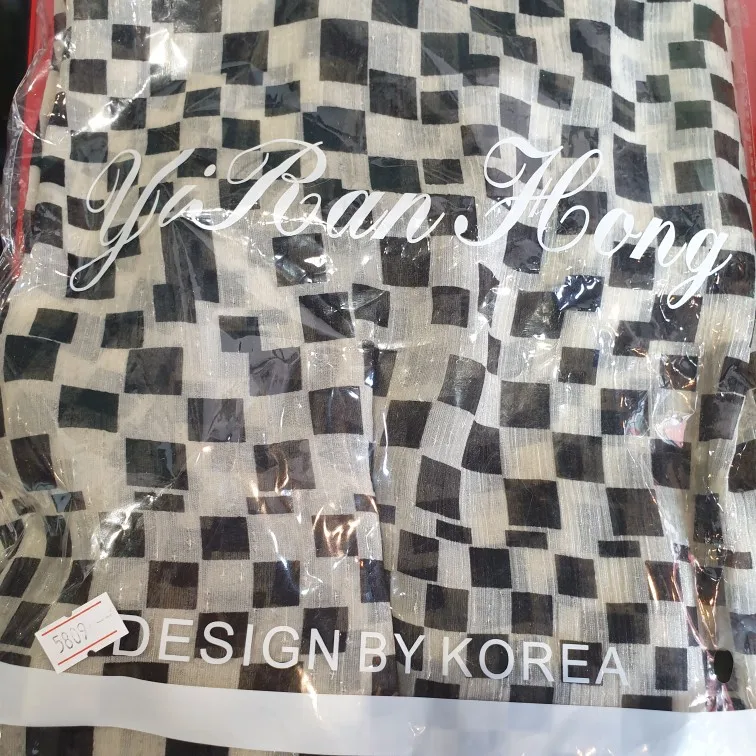 YiRan Hong
5809
DESIGN BY KOREA